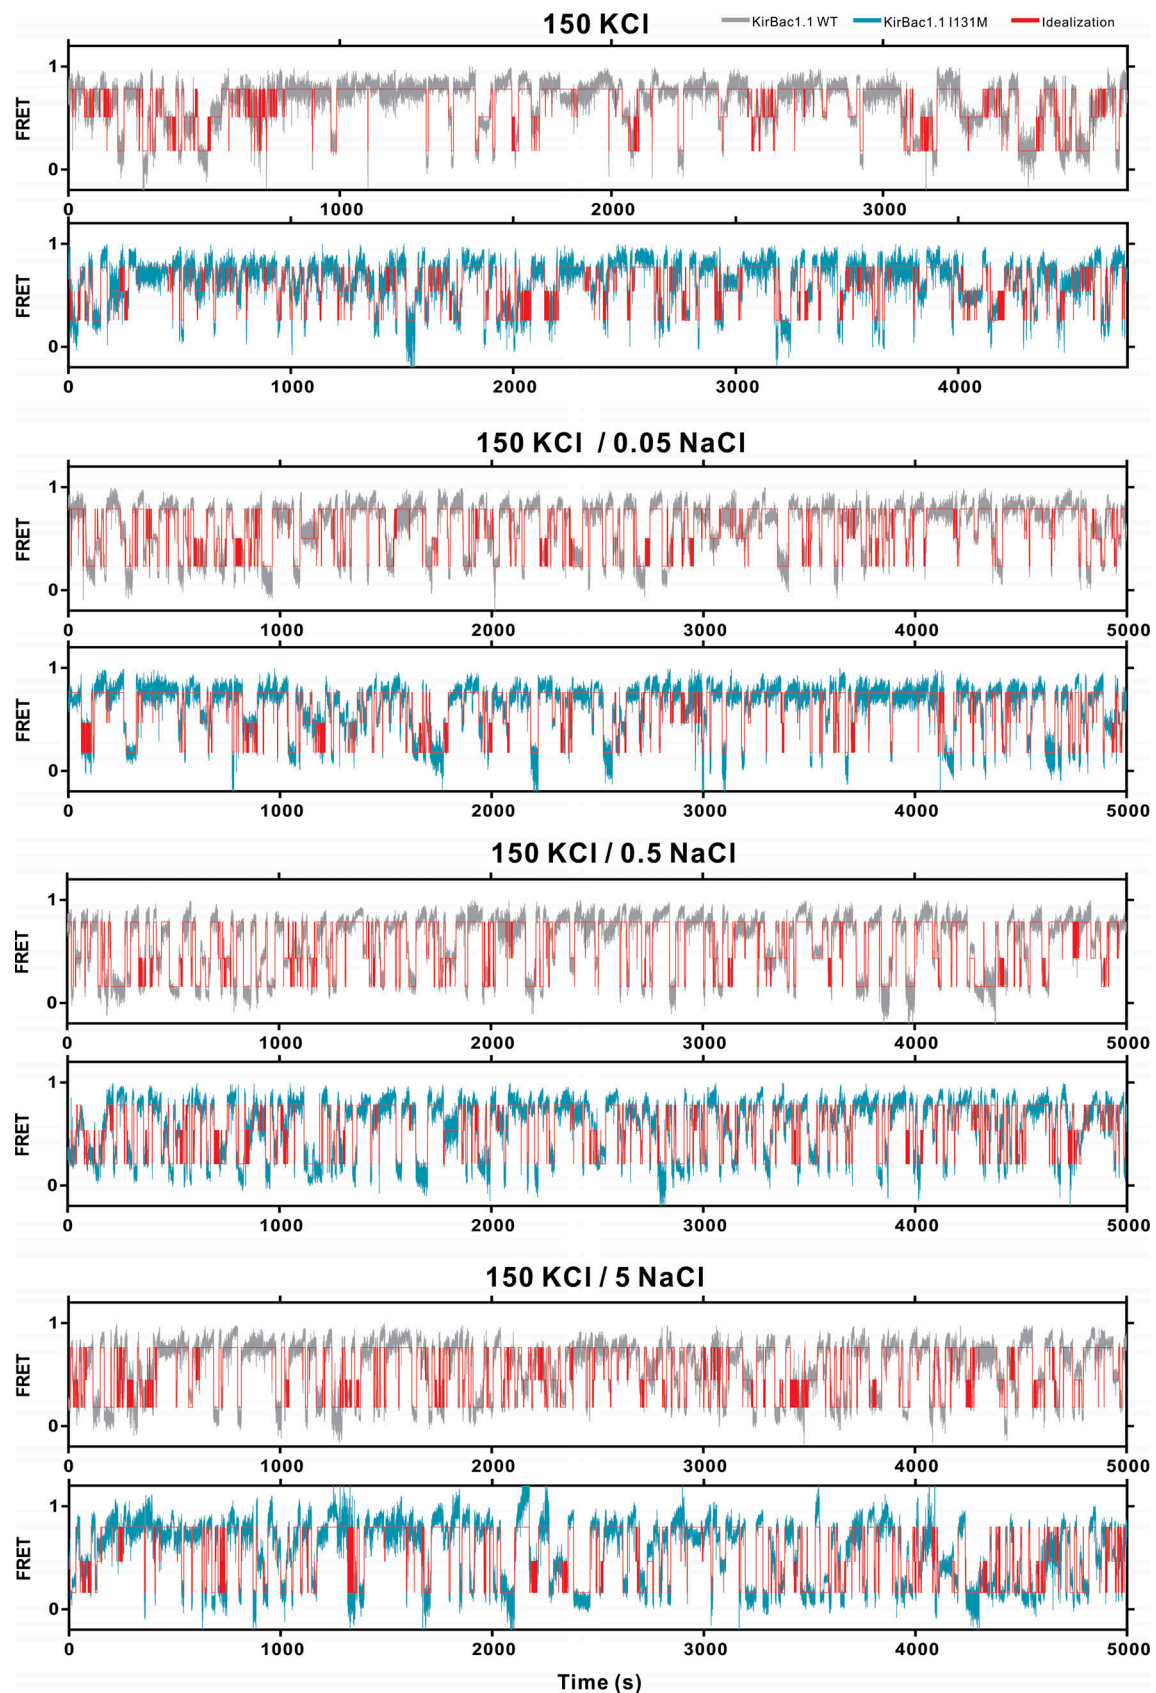 150 KCl
KirBac1.1 WT KirBac1.1 I131M Idealization
FRET
1
0
0 1000 2000 3000
FRET
1
0
0 1000 2000 3000 4000
150 KCl / 0.05 NaCl
FRET
1
0
0 1000 2000 3000 4000 5000
FRET
1
0
0 1000 2000 3000 4000 5000
150 KCl / 0.5 NaCl
FRET
1
0
0 1000 2000 3000 4000 5000
FRET
1
0
0 1000 2000 3000 4000 5000
150 KCl / 5 NaCl
FRET
1
0
0 1000 2000 3000 4000 5000
FRET
1
0
0 1000 2000 3000 4000 5000
Time (s)